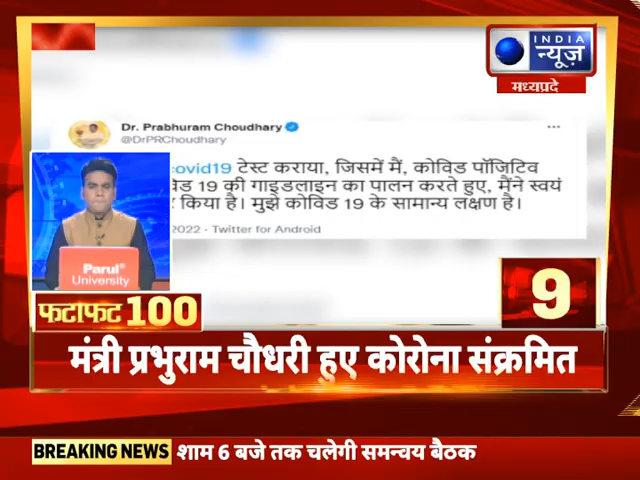 INDIA
न्यूज़
मध्यप्रदे
Dr. Prabhuram Choudhary
@DrPRChoudhary
ovid19 टेस्ट कराया, जिसमें मैं, कोविड पॉजिटिव
19 की गाइडलाइन का पालन करते हुए, मैंने स्वयं
किया है। मुझे कोविड 19 के सामान्य लक्षण है।
2022 · Twitter for Android
Parul®
University
फटाफट 100
9
मंत्री प्रभुराम चौधरी हुए कोरोना संक्रमित
BREAKING NEWS शाम 6 बजे तक चलेगी समन्वय बैठक